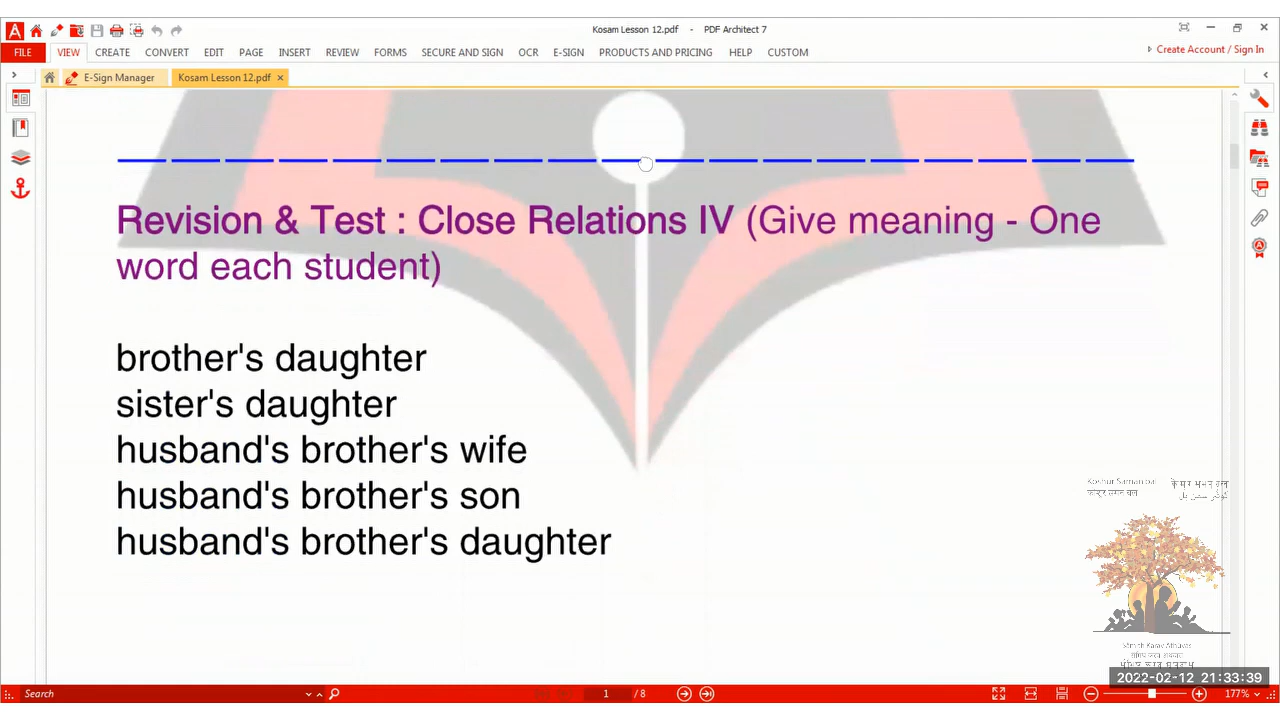 Kosam Lesson 12.pdf - PDF Architect 7
FILE VIEW CREATE CONVERT EDIT PAGE INSERT REVIEW FORMS SECURE AND SIGN OCR E-SIGN PRODUCTS AND PRICING HELP CUSTOM Create Account / Sign In
E-Sign Manager Kosam Lesson 12.pdf
Revision & Test : Close Relations IV (Give meaning - One
word each student)
brother's daughter
sister's daughter
husband's brother's wife
husband's brother's son
husband's brother's daughter
2022-02-12 21:33:39
Search 1 / 8 177%